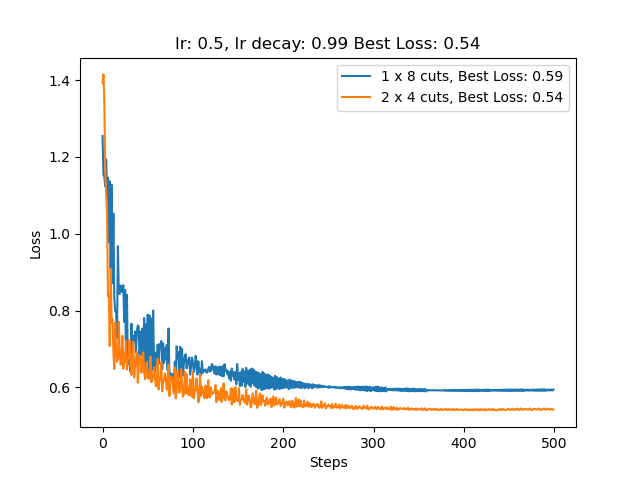 lr: 0.5, lr decay: 0.99 Best Loss: 0.54
1 x 8 cuts, Best Loss: 0.59
2 x 4 cuts, Best Loss: 0.54
Loss
1.4
1.2
1.0
0.8
0.6
0 100 200 300 400 500
Steps